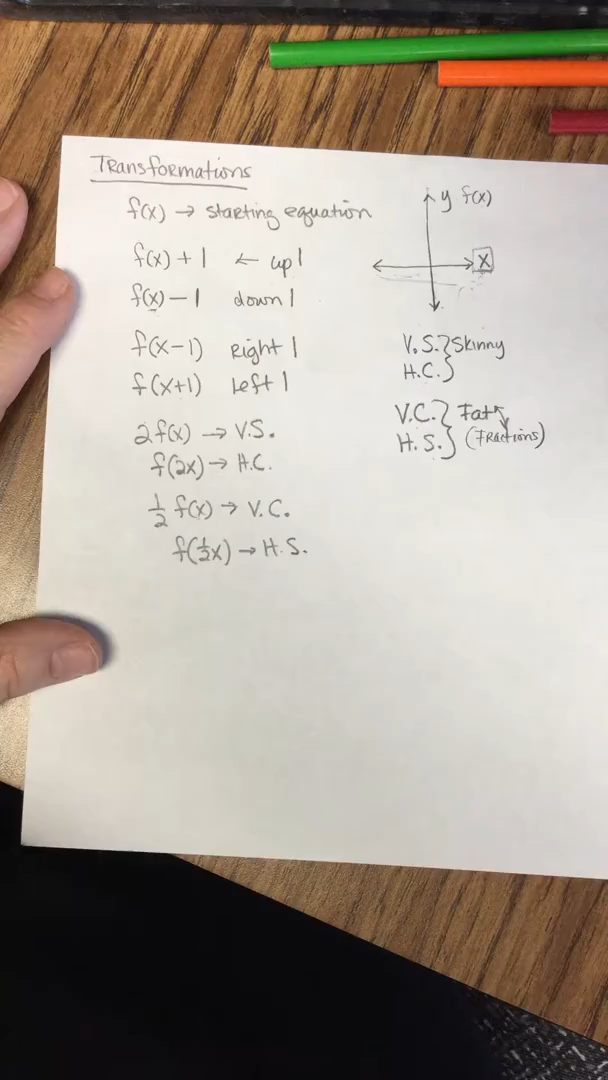 Transformations
f(x) → starting equation
f(x) + 1 ← up 1
f(x) - 1 down 1
f(x-1) Right 1
f(x+1) Left 1
2f(x) → V.S.
f(2x) → H.C.
1/2 f(x) → V.C.
f(1/2x) → H.S.
y f(x)
x
V.S. } Skinny
H.C. }
V.C. } Fat
H.S. } (Fractions)